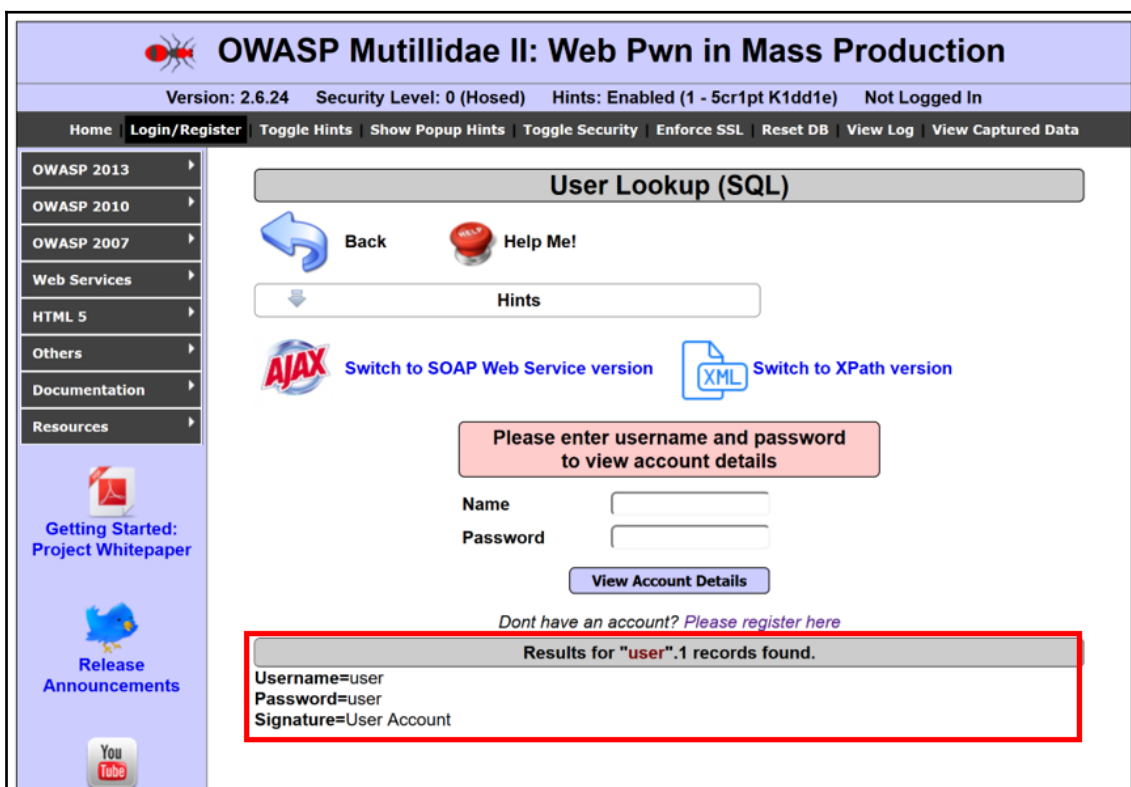 OWASP Mutillidae II: Web Pwn in Mass Production
Version: 2.6.24 Security Level: 0 (Hosed) Hints: Enabled (1 - 5cr1pt K1dd1e) Not Logged In
Home Login/Register Toggle Hints Show Popup Hints Toggle Security Enforce SSL Reset DB View Log View Captured Data
OWASP 2013
OWASP 2010
OWASP 2007
Web Services
HTML 5
Others
Documentation
Resources
Getting Started:
Project Whitepaper
Release
Announcements
You
Tube
User Lookup (SQL)
Back
HELP
Help Me!
Hints
AJAX
Switch to SOAP Web Service version
XML
Switch to XPath version
Please enter username and password
to view account details
Name
Password
View Account Details
Dont have an account? Please register here
Results for "user".1 records found.
Username=user
Password=user
Signature=User Account